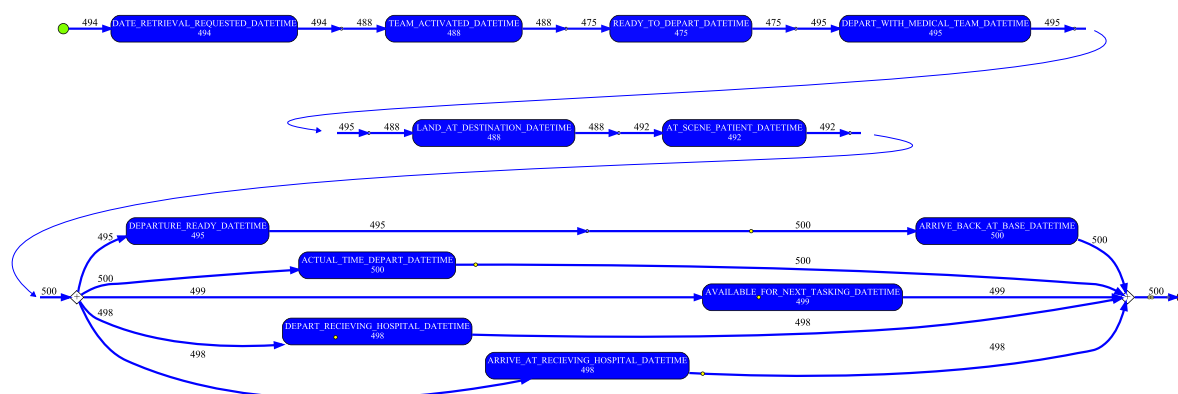 494 DATE_RETRIEVAL_REQUESTED_DATETIME 494 488 TEAM_ACTIVATED_DATETIME 488 475 READY_TO_DEPART_DATETIME 475 495 DEPART_WITH_MEDICAL_TEAM_DATETIME 495
494 488 475 495
495 488 LAND_AT_DESTINATION_DATETIME 488 492 AT_SCENE_PATIENT_DATETIME 492
488 492
DEPARTURE_READY_DATETIME 495 500 ARRIVE_BACK_AT_BASE_DATETIME
495 495 500 500
ACTUAL_TIME_DEPART_DATETIME 500
500 500
500 499 AVAILABLE_FOR_NEXT_TASKING_DATETIME 499 500
499
498 DEPART_RECIEVING_HOSPITAL_DATETIME 498
498
498 ARRIVE_AT_RECIEVING_HOSPITAL_DATETIME 498
498